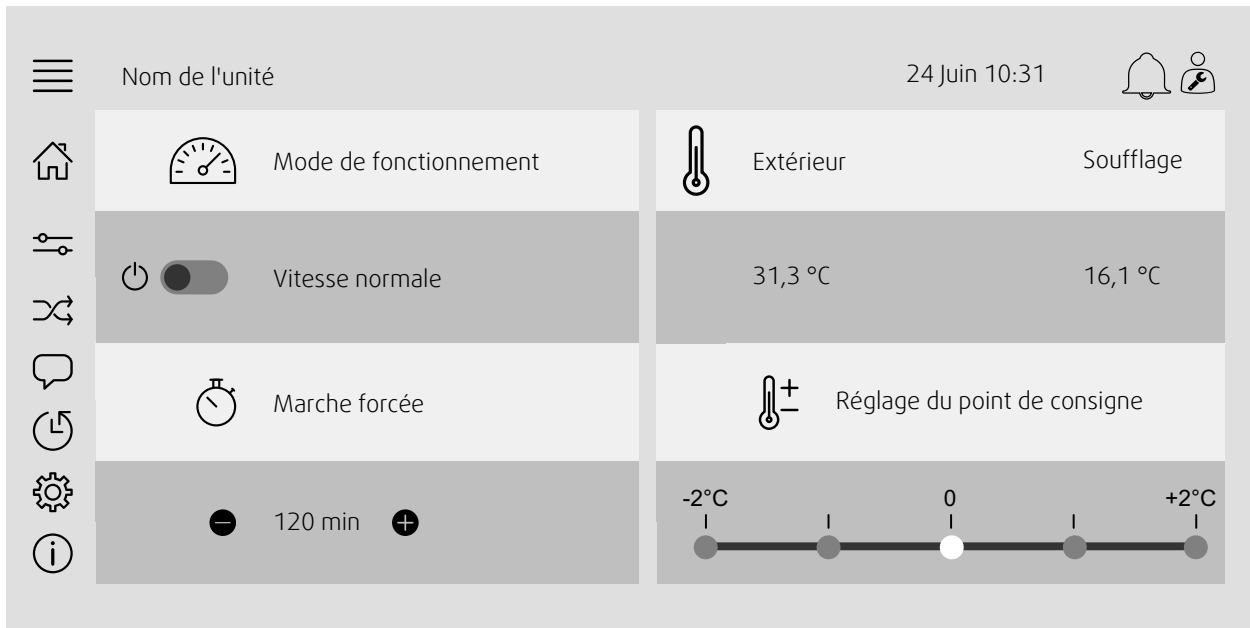 Nom de l'unité
24 Juin 10:31
Mode de fonctionnement
Extérieur
Soufflage
Vitesse normale
31,3 °C
16,1 °C
Marche forcée
Réglage du point de consigne
120 min
-2°C
0
+2°C